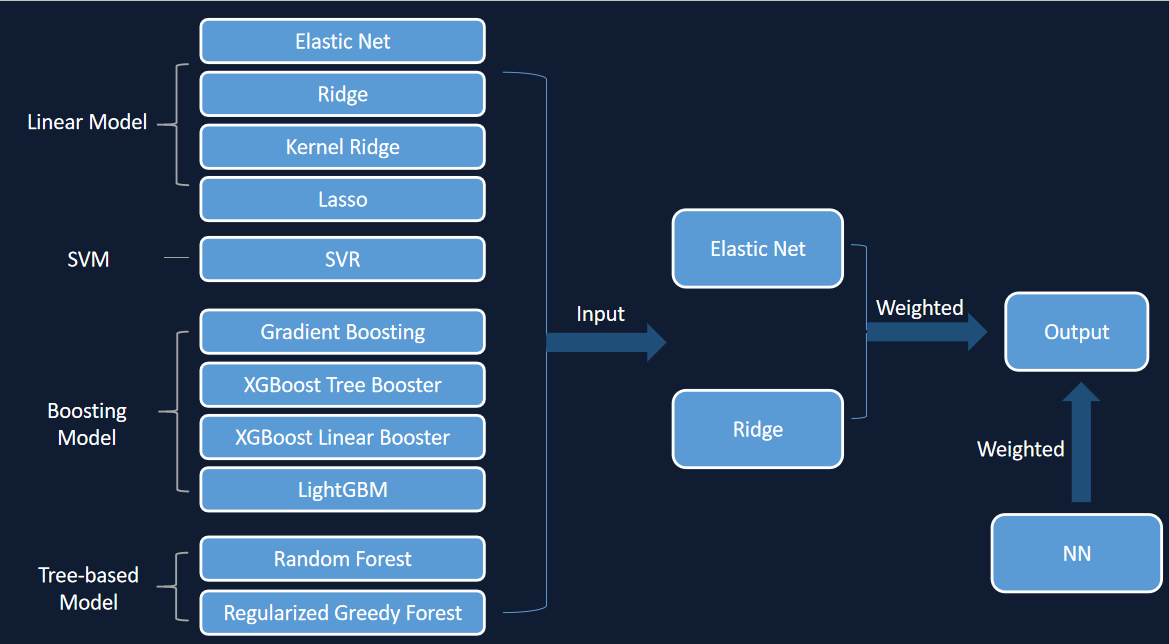 Linear Model
Elastic Net
Ridge
Kernel Ridge
Lasso
SVM
SVR
Boosting
Model
Gradient Boosting
XGBoost Tree Booster
XGBoost Linear Booster
LightGBM
Tree-based
Model
Random Forest
Regularized Greedy Forest
Input
Elastic Net
Ridge
Weighted
Output
Weighted
NN